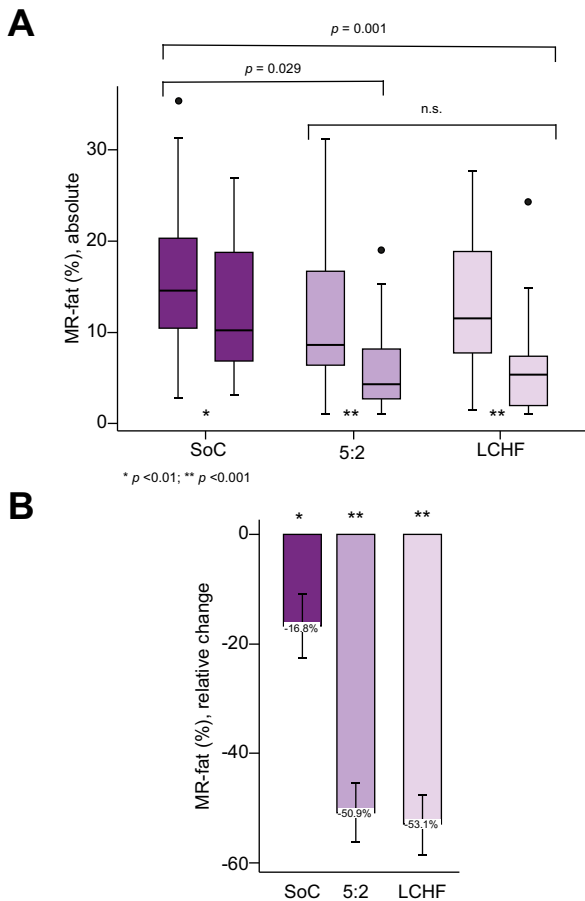 A
p = 0.001
p = 0.029
n.s.
MR-fat (%), absolute
30
20
10
0
*
**
**
SoC
5:2
LCHF
* p <0.01; ** p <0.001
B
*
**
**
MR-fat (%), relative change
0
-20
-40
-60
-16.8%
-50.9%
-53.1%
SoC
5:2
LCHF